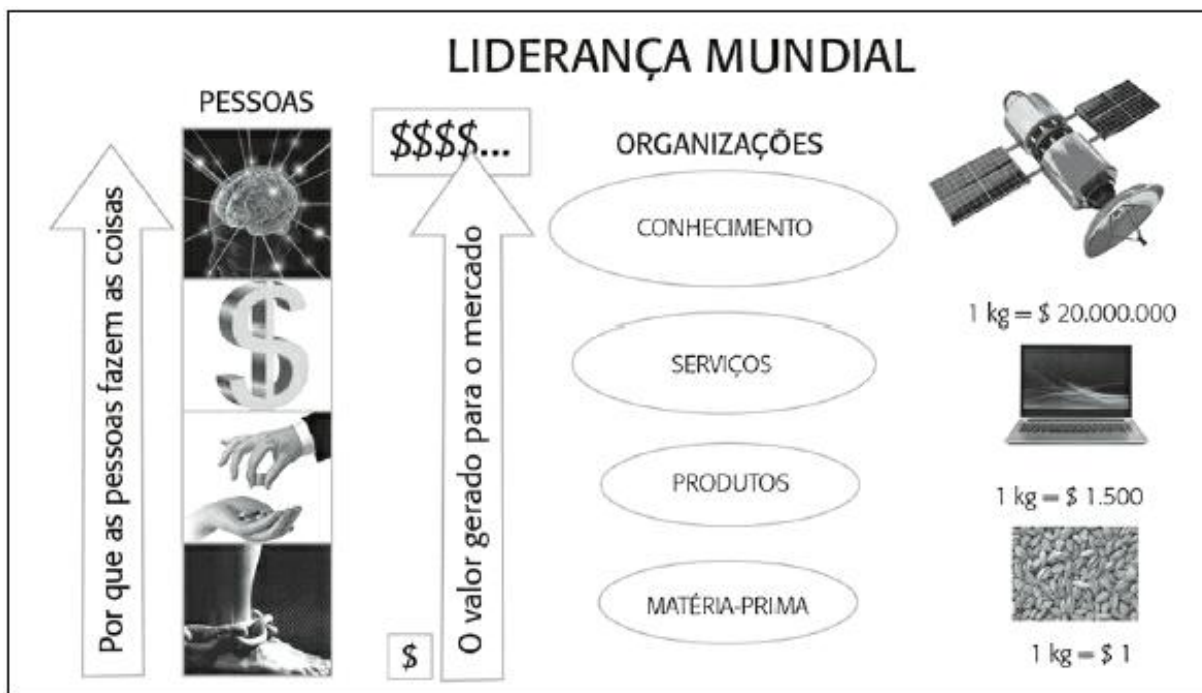 LIDERANÇA MUNDIAL
PESSOAS
Por que as pessoas fazem as coisas
$
$$$$...
O valor gerado para o mercado
$
ORGANIZAÇÕES
CONHECIMENTO
SERVIÇOS
PRODUTOS
MATÉRIA-PRIMA
1 kg = $ 20.000.000
1 kg = $ 1.500
1 kg = $ 1